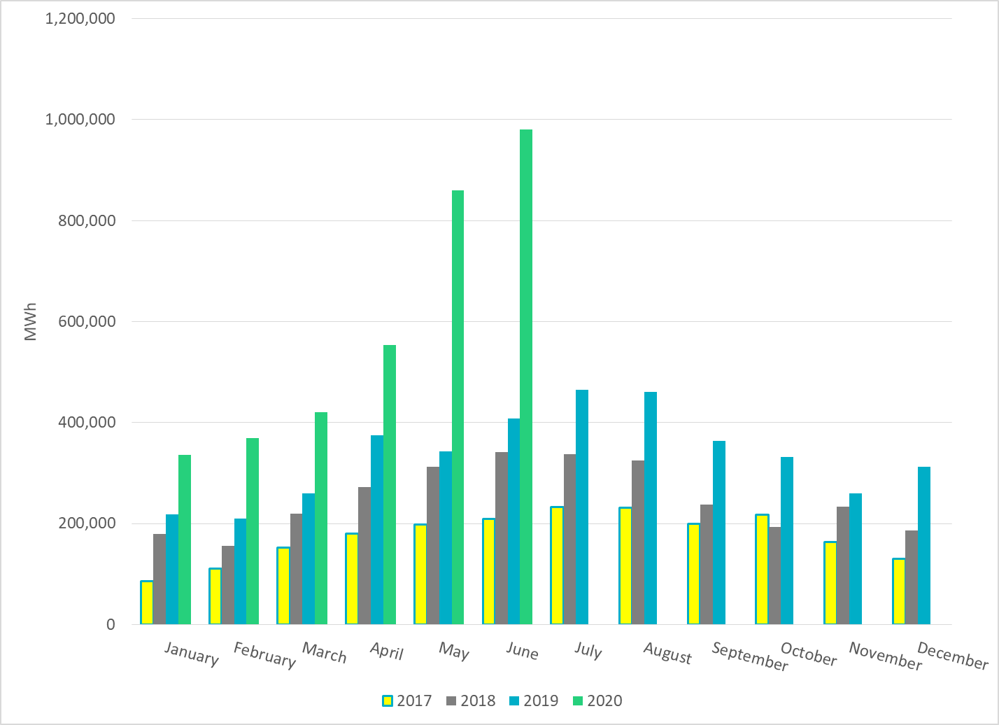 1,200,000
1,000,000
800,000
600,000
400,000
200,000
0
MWh
January February March April May June July August September October November December
2017 2018 2019 2020